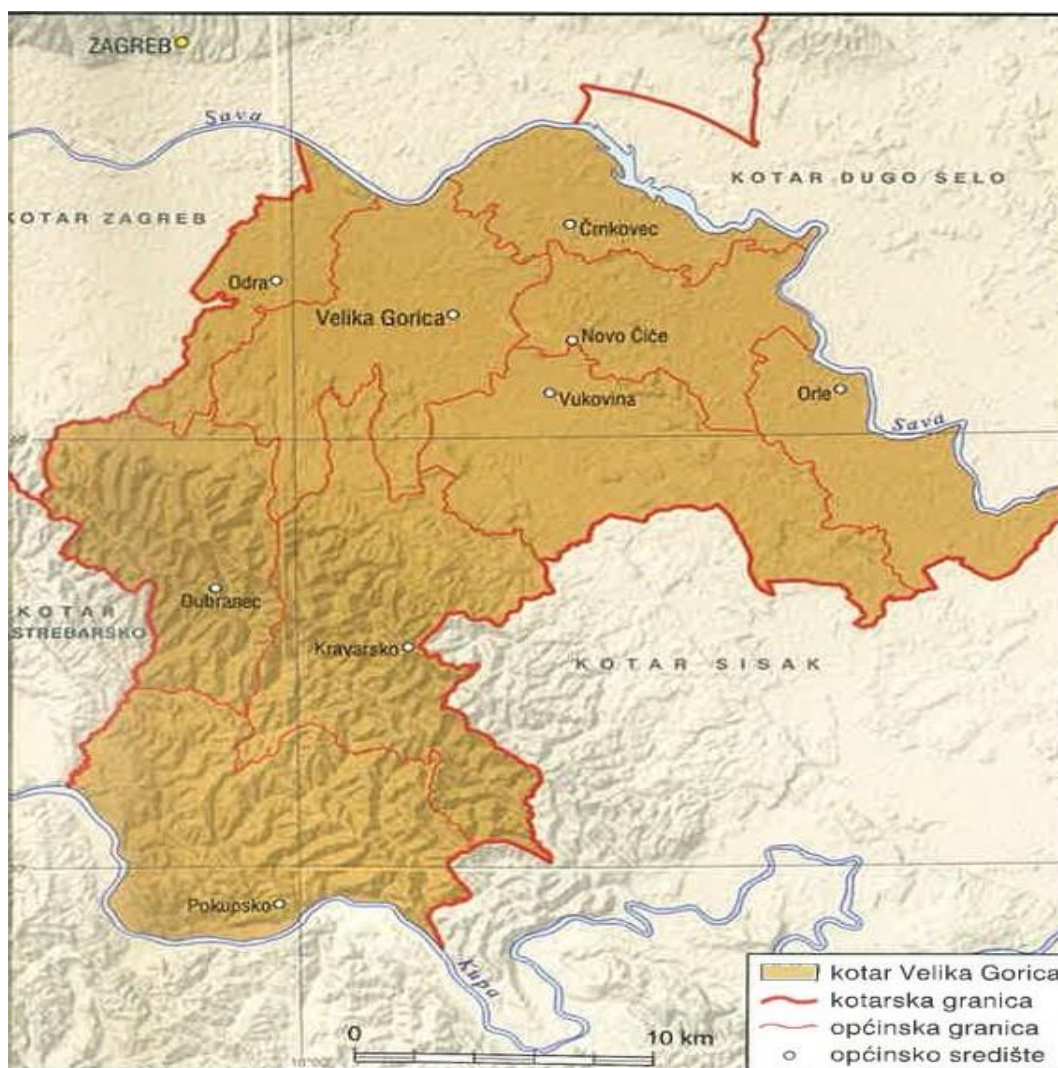 ZAGREB
Sava
KOTAR DUGO SELO
KOTAR ZAGREB
Črnkovec
Odra
Velika Gorica
Novo Čiče
Vukovina
Orle
Sava
Dubranec
KOTAR
STREBARSKO
Kravarsko
KOTAR SISAK
Pokupsko
Kupa
kotar Velika Gorica
kotarska granica
općinska granica
općinsko središte
0 10 km